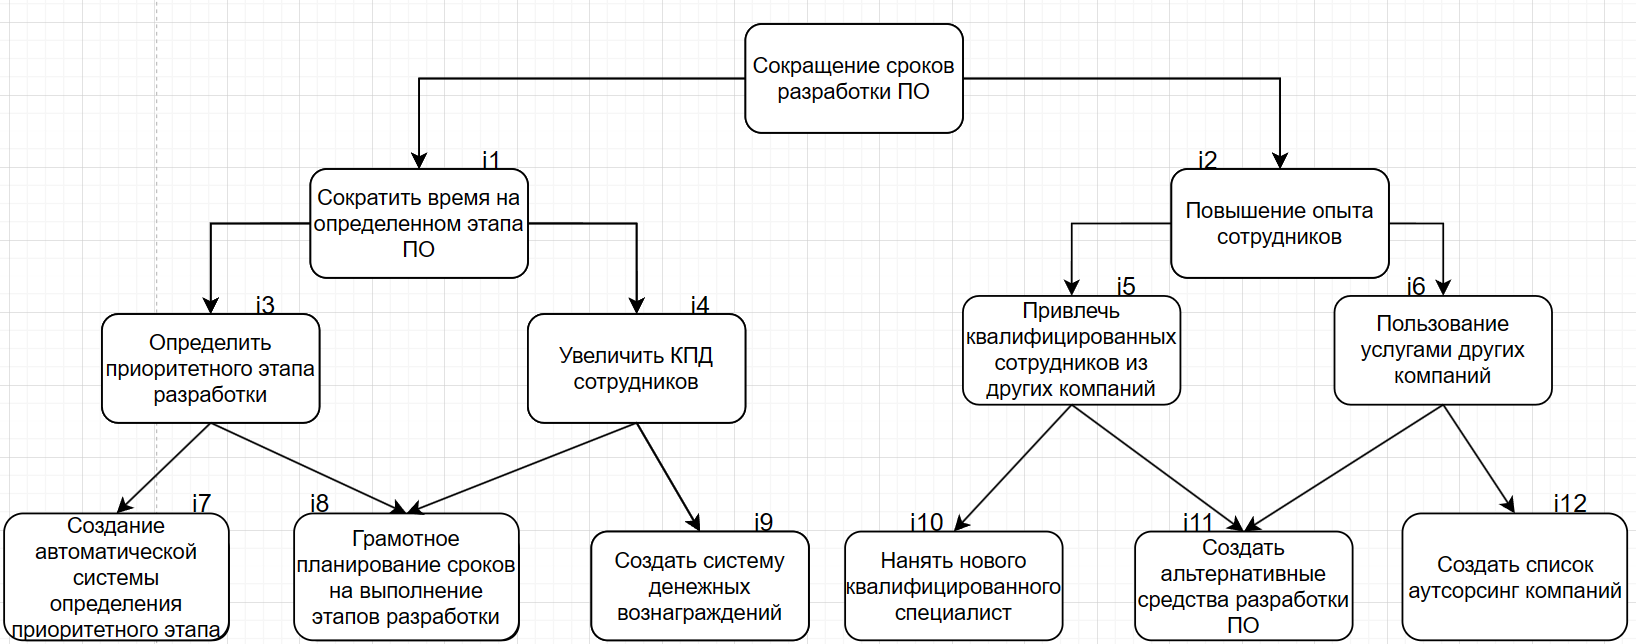 Сокращение сроков
разработки ПО
i1
Сократить время на
определенном этапа
ПО
i2
Повышение опыта
сотрудников
i3
Определить
приоритетного этапа
разработки
i4
Увеличить КПД
сотрудников
i5
Привлечь
квалифицированных
сотрудников из
других компаний
i6
Пользование
услугами других
компаний
i7
Создание
автоматической
системы
определения
приоритетного этапа
i8
Грамотное
планирование сроков
на выполнение
этапов разработки
i9
Создать систему
денежных
вознаграждений
i10
Нанять нового
квалифицированного
специалист
i11
Создать
альтернативные
средства разработки
ПО
i12
Создать список
аутсорсинг компаний